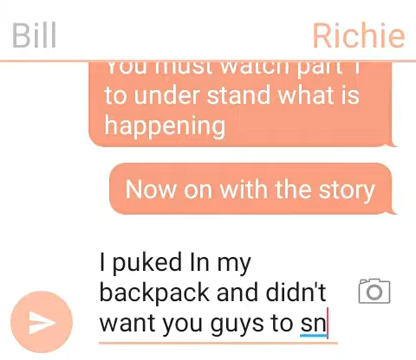 Bill Richie
You must watch part 1
to under stand what is
happening
Now on with the story
I puked In my
backpack and didn't
want you guys to sn